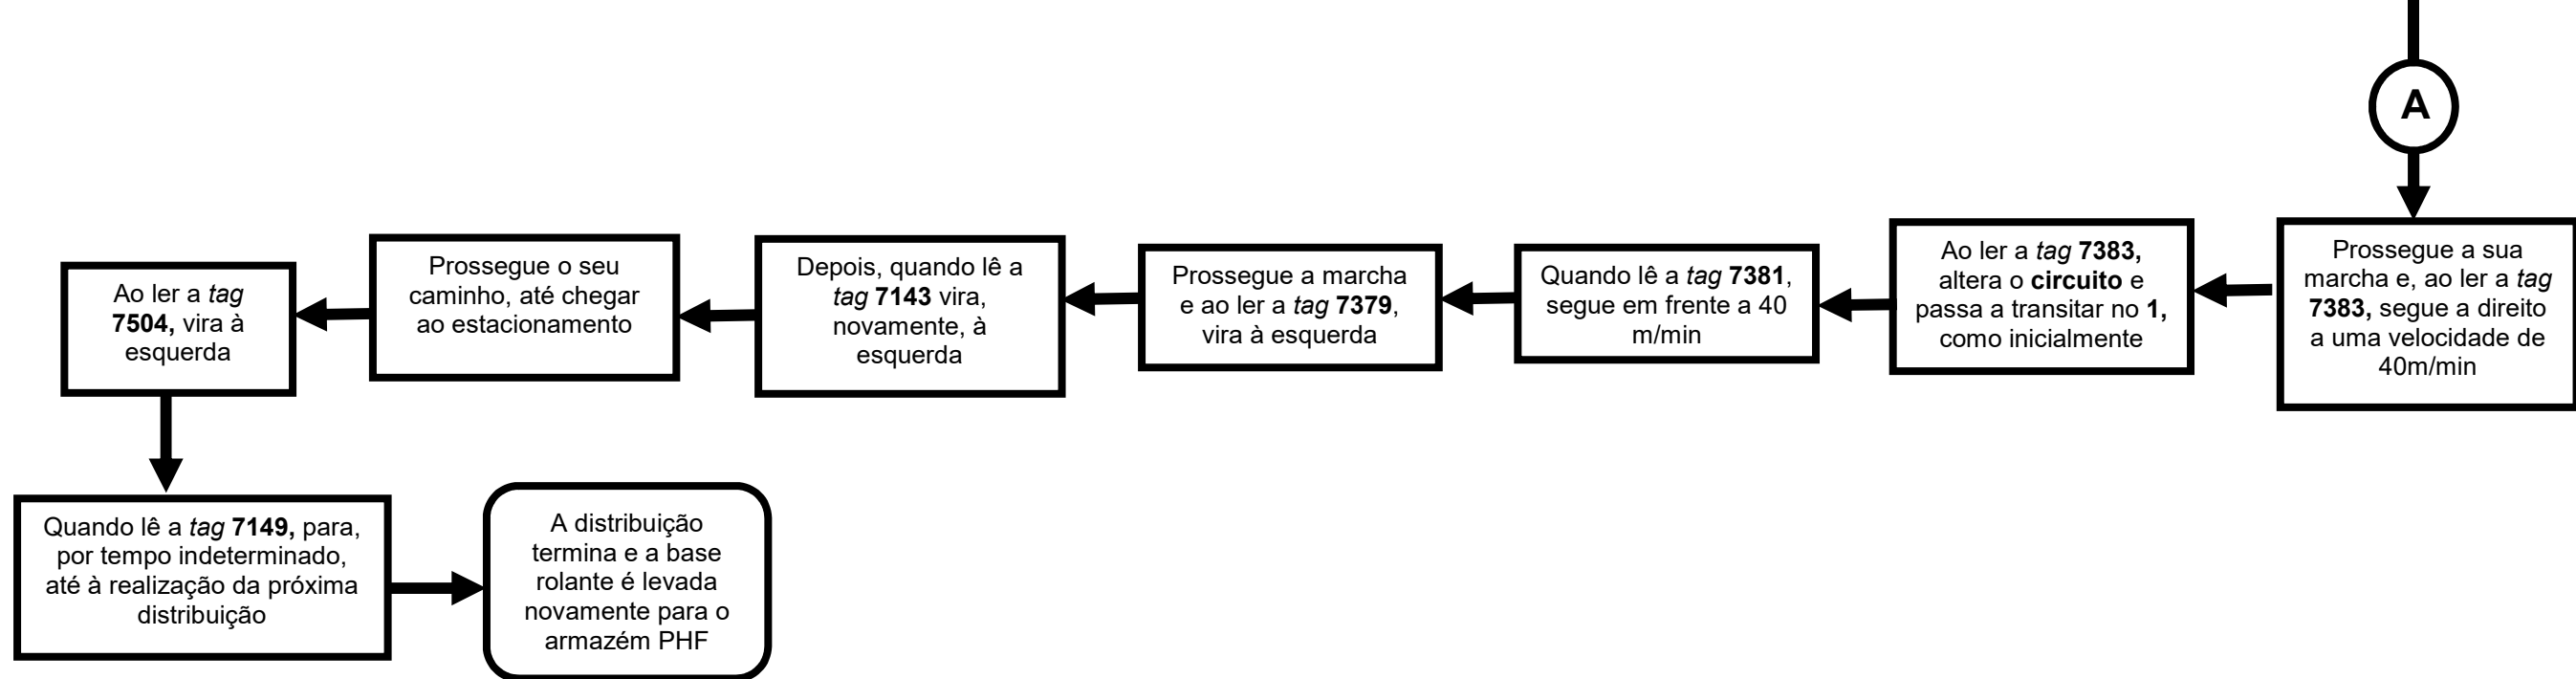 A
Prossegue a sua
marcha e, ao ler a tag
7383, segue a direito
a uma velocidade de
40m/min
Ao ler a tag 7383,
altera o circuito e
passa a transitar no 1,
como inicialmente
Quando lê a tag 7381,
segue em frente a 40
m/min
Prossegue a marcha
e ao ler a tag 7379,
vira à esquerda
Depois, quando lê a
tag 7143 vira,
novamente, à
esquerda
Prossegue o seu
caminho, até chegar
ao estacionamento
Ao ler a tag
7504, vira à
esquerda
Quando lê a tag 7149, para,
por tempo indeterminado,
até à realização da próxima
distribuição
A distribuição
termina e a base
rolante é levada
novamente para o
armazém PHF